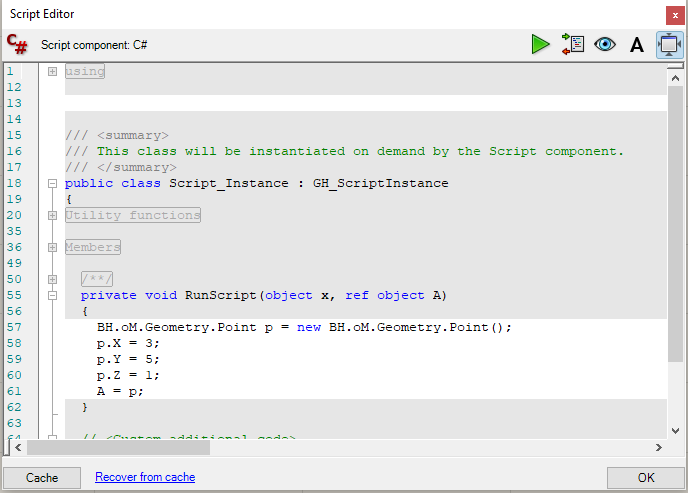 Script Editor
x
C#
Script component: C#
A
1 using
12
13
14
15 /// <summary>
16 /// This class will be instantiated on demand by the Script component.
17 /// </summary>
18 public class Script_Instance : GH_ScriptInstance
19 {
20 Utility functions
35
36 Members
49
50 /**/
55 private void RunScript(object x, ref object A)
56 {
57 BH.oM.Geometry.Point p = new BH.oM.Geometry.Point();
58 p.X = 3;
59 p.Y = 5;
60 p.Z = 1;
61 A = p;
62 }
63
64 // <Custom additional code>
Cache Recover from cache OK